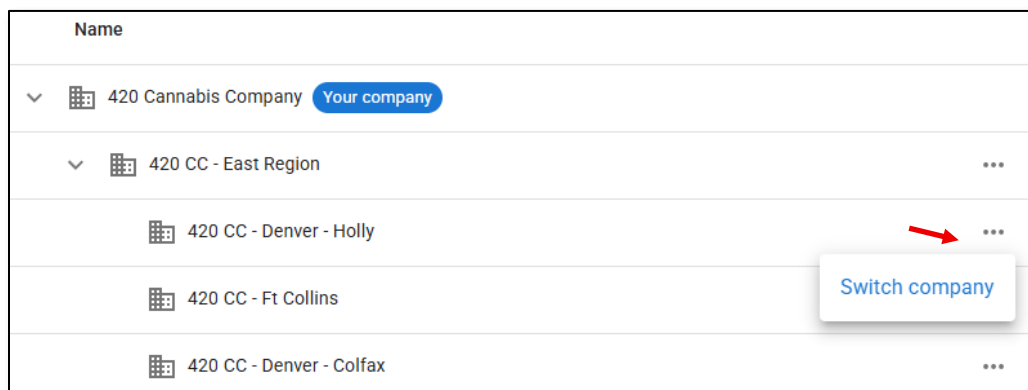 Name
420 Cannabis Company Your company
420 CC - East Region
420 CC - Denver - Holly
Switch company
420 CC - Ft Collins
420 CC - Denver - Colfax